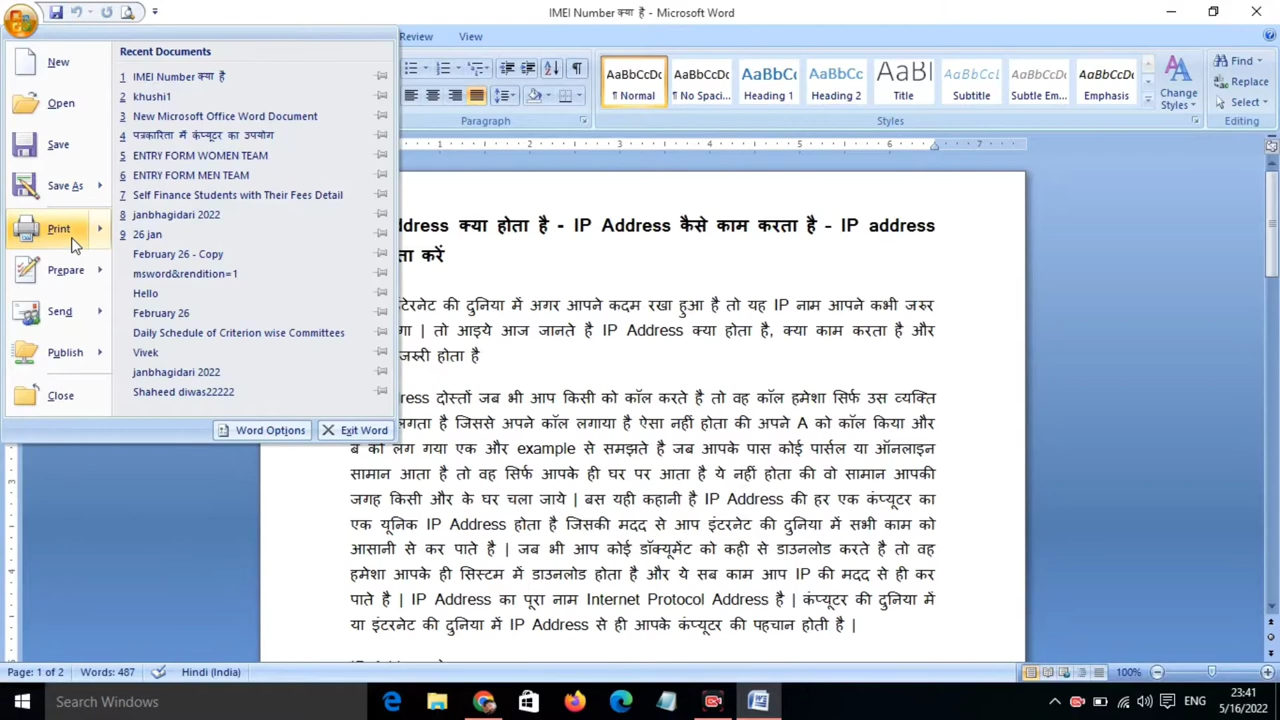 IMEI Number क्या है - Microsoft Word
Review View
New
Open
Save
Save As
Print
Prepare
Send
Publish
Close
Recent Documents
1 IMEI Number क्या है
2 khushi1
3 New Microsoft Office Word Document
4 पत्रकारिता मैं कंप्यूटर का उपयोग
5 ENTRY FORM WOMEN TEAM
6 ENTRY FORM MEN TEAM
7 Self Finance Students with Their Fees Detail
8 janbhagidari 2022
9 26 jan
February 26 - Copy
msword&rendition=1
Hello
February 26
Daily Schedule of Criterion wise Committees
Vivek
janbhagidari 2022
Shaheed diwas22222
Word Options Exit Word
AaBbCcDc AaBbCcDc AaBbCc AaBbCc AaBl AaBbCcL AaBbCcDc AaBbCcDc
¶ Normal ¶ No Spaci... Heading 1 Heading 2 Title Subtitle Subtle Em... Emphasis
Change Styles
Find
Replace
Select
Paragraph Styles Editing
1 2 3 4 5 6 7
ddress क्या होता है - IP Address कैसे काम करता है - IP address
ता करें
टरनेट की दुनिया में अगर आपने कदम रखा हुआ है तो यह IP नाम आपने कभी जरुर
गा | तो आइये आज जानते है IP Address क्या होता है, क्या काम करता है और
जरूरी होता है
ress दोस्तों जब भी आप किसी को कॉल करते है तो वह कॉल हमेशा सिर्फ उस व्यक्ति
लगता है जिससे अपने कॉल लगाया है ऐसा नहीं होता की अपने A को कॉल किया और
ब को लग गया एक और example से समझते है जब आपके पास कोई पार्सल या ऑनलाइन
सामान आता है तो वह सिर्फ आपके ही घर पर आता है ये नहीं होता की वो सामान आपकी
जगह किसी और के घर चला जाये | बस यही कहानी है IP Address की हर एक कंप्यूटर का
एक यूनिक IP Address होता है जिसकी मदद से आप इंटरनेट की दुनिया में सभी काम को
आसानी से कर पाते है | जब भी आप कोई डॉक्यूमेंट को कही से डाउनलोड करते है तो वह
हमेशा आपके ही सिस्टम में डाउनलोड होता है और ये सब काम आप IP की मदद से ही कर
पाते है | IP Address का पूरा नाम Internet Protocol Address है | कंप्यूटर की दुनिया में
या इंटरनेट की दुनिया में IP Address से ही आपके कंप्यूटर की पहचान होती है |
3
4
Page: 1 of 2 Words: 487 Hindi (India) 100%
Search Windows
ENG
23:41
5/16/2022